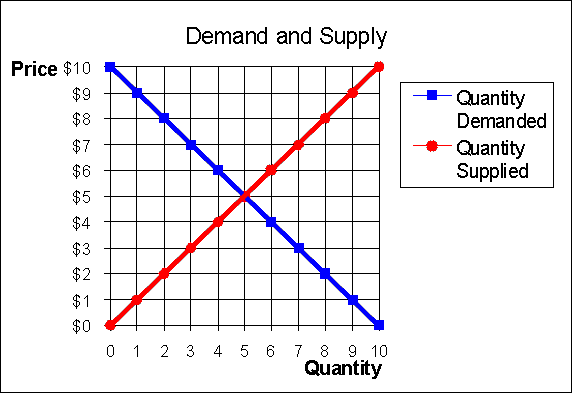 Demand and Supply
Price $10
$9
$8
$7
$6
$5
$4
$3
$2
$1
$0
0 1 2 3 4 5 6 7 8 9 10
Quantity
Quantity
Demanded
Quantity
Supplied